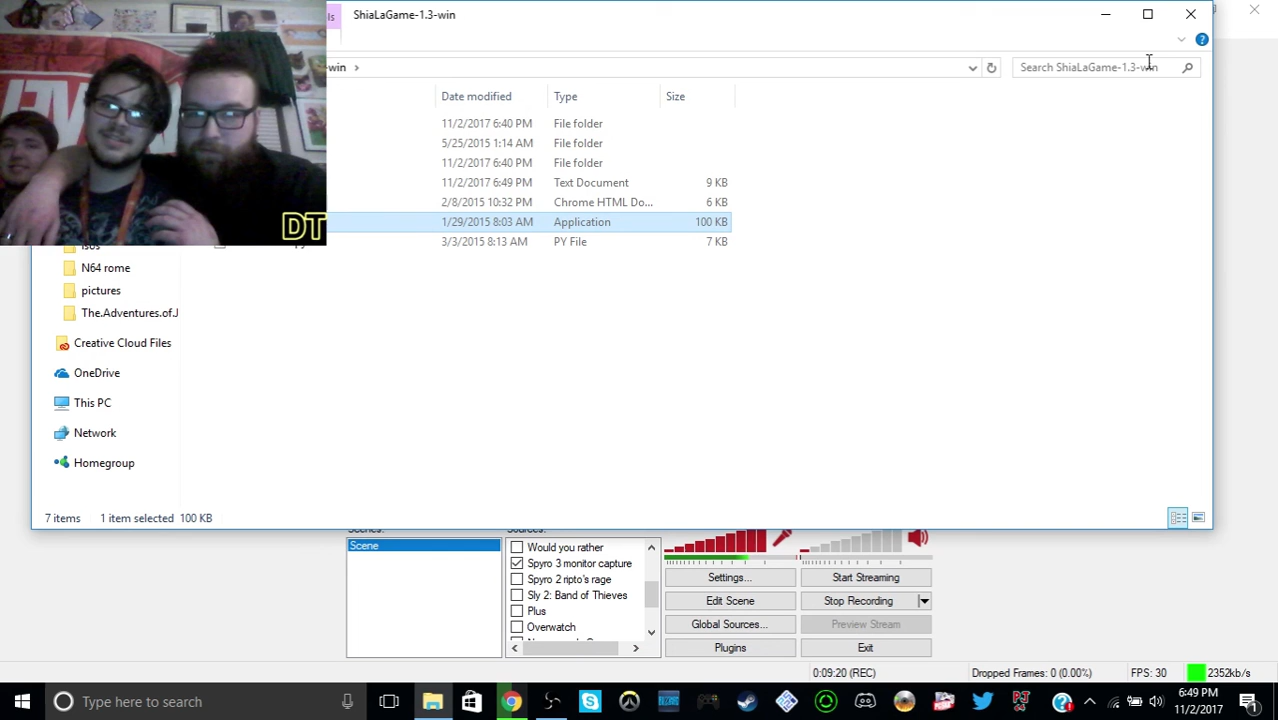 ls
ShiaLaGame-1.3-win
-win
Search ShiaLaGame-1.3-win
Date modified
Type
Size
11/2/2017 6:40 PM
File folder
5/25/2015 1:14 AM
File folder
11/2/2017 6:40 PM
File folder
11/2/2017 6:49 PM
Text Document
9 KB
2/8/2015 10:32 PM
Chrome HTML Do...
6 KB
1/29/2015 8:03 AM
Application
100 KB
3/3/2015 8:13 AM
PY File
7 KB
DT
isos
N64 rome
pictures
The.Adventures.of.J
Creative Cloud Files
OneDrive
This PC
Network
Homegroup
7 items
1 item selected 100 KB
Scenes:
Sources:
Scene
Would you rather
Spyro 3 monitor capture
Spyro 2 ripto's rage
Sly 2: Band of Thieves
Plus
Overwatch
Settings...
Start Streaming
Edit Scene
Stop Recording
Global Sources...
Preview Stream
Plugins
Exit
0:09:20 (REC)
Dropped Frames: 0 (0.00%)
FPS: 30
2352kb/s
Type here to search
6:49 PM
11/2/2017